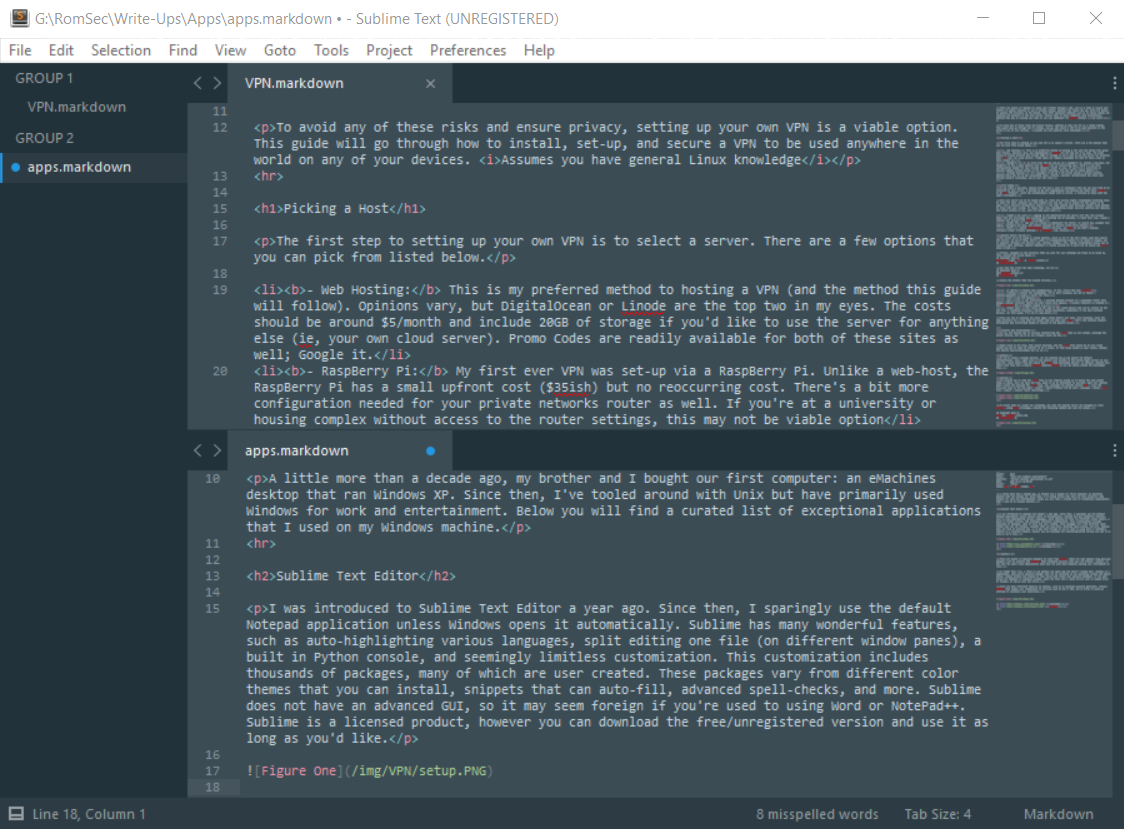 G:\RomSec\Write-Ups\Apps\apps.markdown • - Sublime Text (UNREGISTERED)
File Edit Selection Find View Goto Tools Project Preferences Help
GROUP 1
VPN.markdown
GROUP 2
apps.markdown
VPN.markdown
11
12 <p>To avoid any of these risks and ensure privacy, setting up your own VPN is a viable option.
This guide will go through how to install, set-up, and secure a VPN to be used anywhere in the
world on any of your devices. <i>Assumes you have general Linux knowledge</i></p>
13 <hr>
14
15 <h1>Picking a Host</h1>
16
17 <p>The first step to setting up your own VPN is to select a server. There are a few options that
you can pick from listed below.</p>
18
19 <li><b>- Web Hosting:</b> This is my preferred method to hosting a VPN (and the method this guide
will follow). Opinions vary, but DigitalOcean or Linode are the top two in my eyes. The costs
should be around $5/month and include 20GB of storage if you'd like to use the server for anything
else (ie, your own cloud server). Promo Codes are readily available for both of these sites as
well; Google it.</li>
20 <li><b>- RaspBerry Pi:</b> My first ever VPN was set-up via a RaspBerry Pi. Unlike a web-host, the
RaspBerry Pi has a small upfront cost ($35ish) but no reoccurring cost. There's a bit more
configuration needed for your private networks router as well. If you're at a university or
housing complex without access to the router settings, this may not be viable option</li>
apps.markdown
10 <p>A little more than a decade ago, my brother and I bought our first computer: an eMachines
desktop that ran Windows XP. Since then, I've tooled around with Unix but have primarily used
Windows for work and entertainment. Below you will find a curated list of exceptional applications
that I used on my Windows machine.</p>
11 <hr>
12
13 <h2>Sublime Text Editor</h2>
14
15 <p>I was introduced to Sublime Text Editor a year ago. Since then, I sparingly use the default
Notepad application unless Windows opens it automatically. Sublime has many wonderful features,
such as auto-highlighting various languages, split editing one file (on different window panes), a
built in Python console, and seemingly limitless customization. This customization includes
thousands of packages, many of which are user created. These packages vary from different color
themes that you can install, snippets that can auto-fill, advanced spell-checks, and more. Sublime
does not have an advanced GUI, so it may seem foreign if you're used to using Word or NotePad++.
Sublime is a licensed product, however you can download the free/unregistered version and use it as
long as you'd like.</p>
16
17 ![Figure One](/img/VPN/setup.PNG)
18
Line 18, Column 1 8 misspelled words Tab Size: 4 Markdown